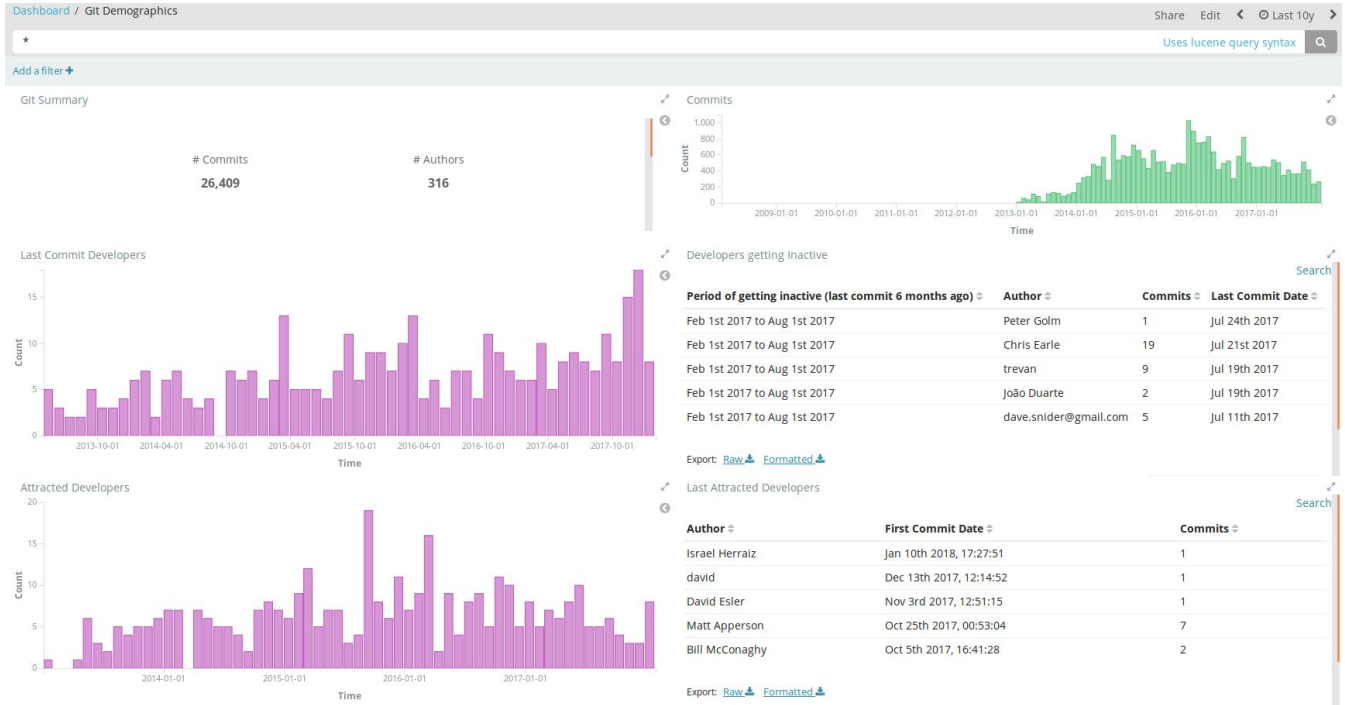 Dashboard / Git Demographics
Share Edit Last 10y
*
Uses lucene query syntax
Add a filter
Git Summary
# Commits # Authors
26,409 316
Commits
1,000
800
600
400
200
0
Count
2009-01-01 2010-01-01 2011-01-01 2012-01-01 2013-01-01 2014-01-01 2015-01-01 2016-01-01 2017-01-01
Time
Last Commit Developers
15
10
5
0
Count
2013-10-01 2014-04-01 2014-10-01 2015-04-01 2015-10-01 2016-04-01 2016-10-01 2017-04-01 2017-10-01
Time
Developers getting Inactive
Search
Period of getting inactive (last commit 6 months ago) Author Commits Last Commit Date
Feb 1st 2017 to Aug 1st 2017 Peter Golm 1 Jul 24th 2017
Feb 1st 2017 to Aug 1st 2017 Chris Earle 19 Jul 21st 2017
Feb 1st 2017 to Aug 1st 2017 trevan 9 Jul 19th 2017
Feb 1st 2017 to Aug 1st 2017 João Duarte 2 Jul 19th 2017
Feb 1st 2017 to Aug 1st 2017 dave.snider@gmail.com 5 Jul 11th 2017
Export: Raw Formatted
Attracted Developers
20
15
10
5
0
Count
2014-01-01 2015-01-01 2016-01-01 2017-01-01
Time
Last Attracted Developers
Search
Author First Commit Date Commits
Israel Herraiz Jan 10th 2018, 17:27:51 1
david Dec 13th 2017, 12:14:52 1
David Esler Nov 3rd 2017, 12:51:15 1
Matt Apperson Oct 25th 2017, 00:53:04 7
Bill McConaghy Oct 5th 2017, 16:41:28 2
Export: Raw Formatted